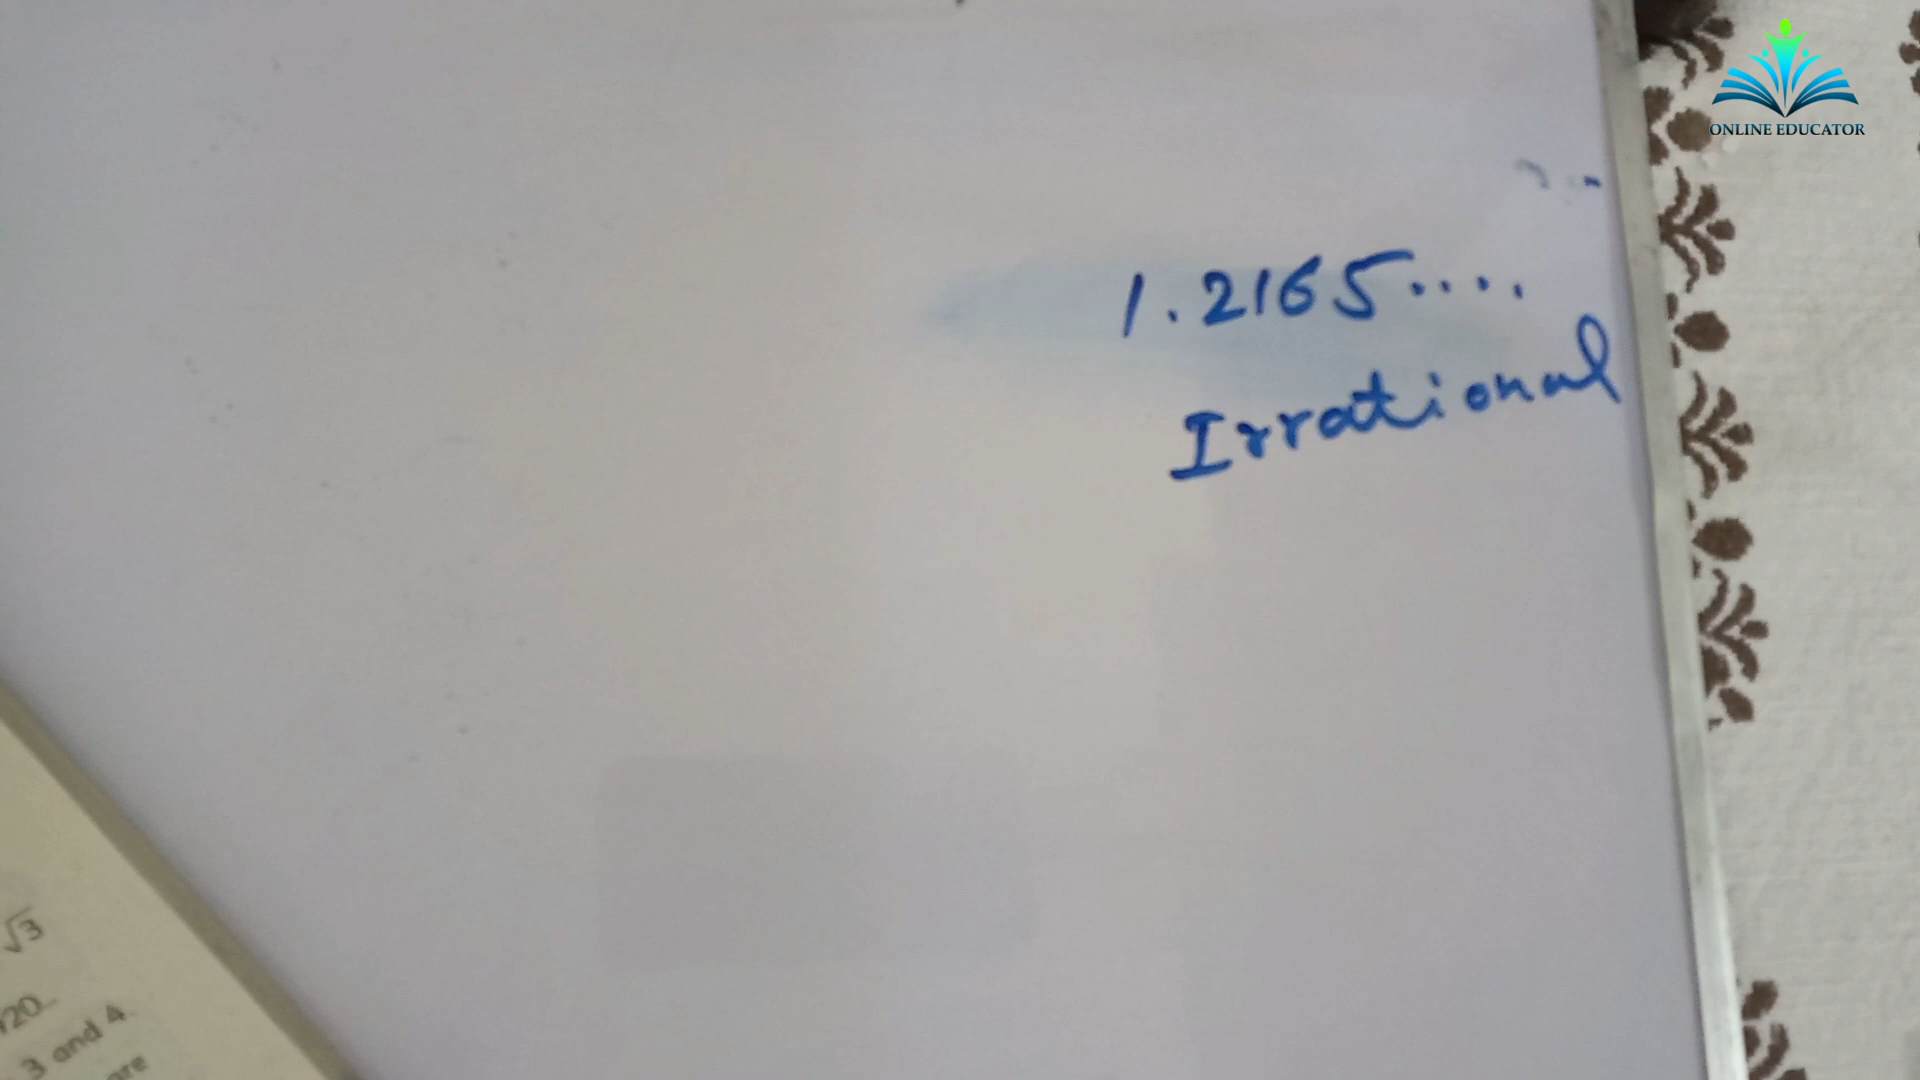 ONLINE EDUCATOR
1.2165....
Irrational
√3
3 and 4.